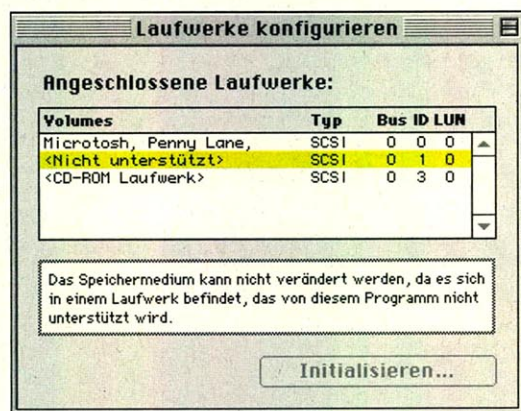 Laufwerke konfigurieren
Angeschlossene Laufwerke:
Volumes Typ Bus ID LUN
Microtosh, Penny Lane, SCSI 0 0 0
<Nicht unterstützt> SCSI 0 1 0
<CD-ROM Laufwerk> SCSI 0 3 0
Das Speichermedium kann nicht verändert werden, da es sich
in einem Laufwerk befindet, das von diesem Programm nicht
unterstützt wird.
Initialisieren...